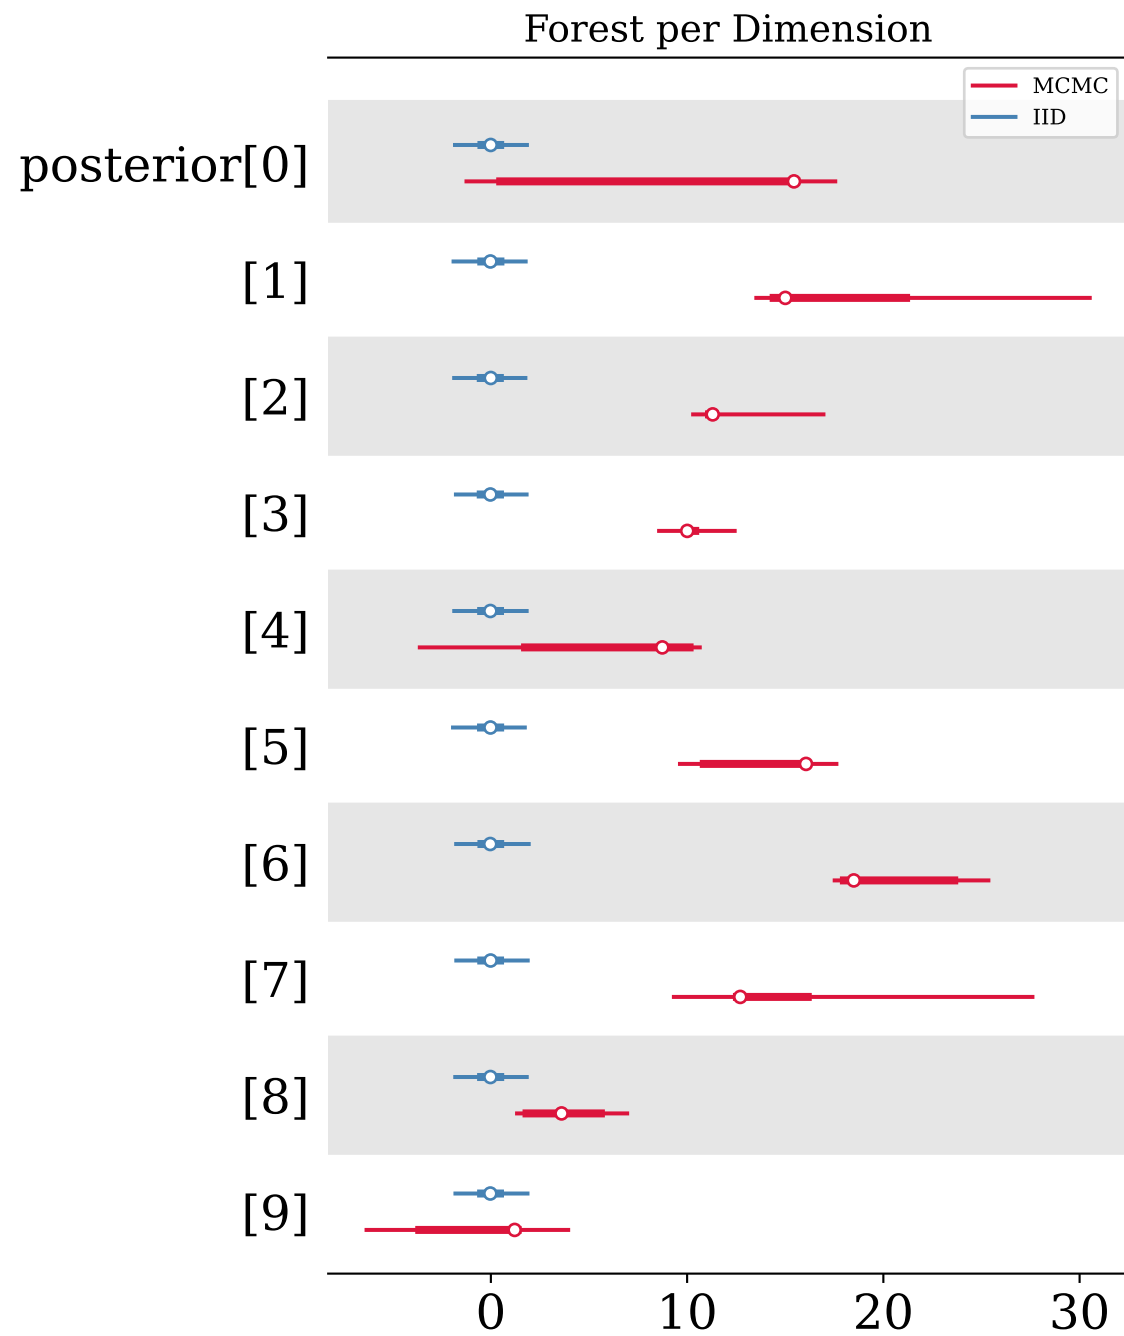 Forest per Dimension
MCMC
IID
posterior[0]
[1]
[2]
[3]
[4]
[5]
[6]
[7]
[8]
[9]
0 10 20 30